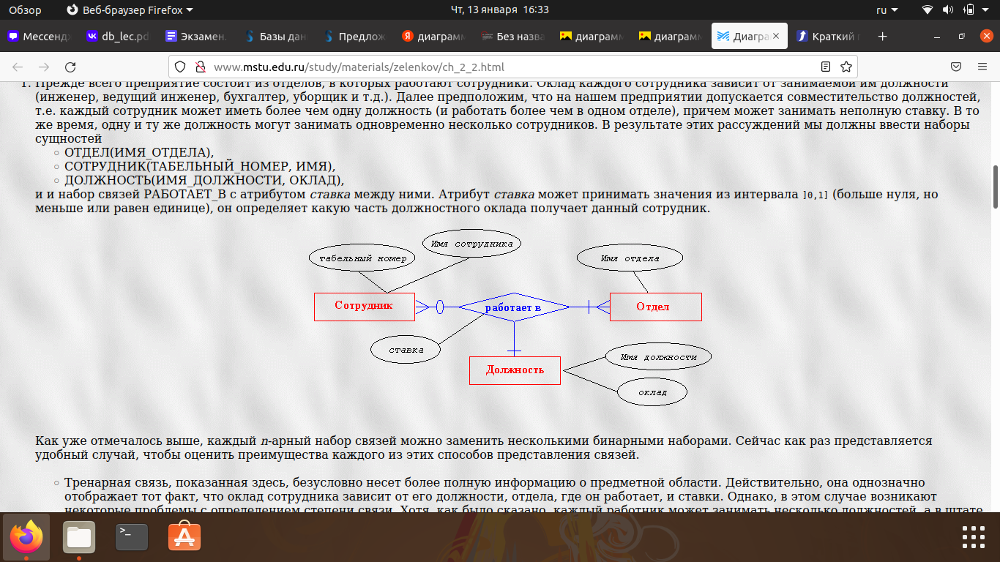 Обзор Веб-браузер Firefox Чт, 13 января 16:33 ru
Мессендж db_lec.pd Экзамен. Базы дан Предлож диаграмм Без назва диаграмм диаграмм Диагра Краткий
www.mstu.edu.ru/study/materials/zelenkov/ch_2_2.html
1. Прежде всего преприятие состоит из отделов, в которых работают сотрудники. Оклад каждого сотрудника зависит от занимаемой им должности
(инженер, ведущий инженер, бухгалтер, уборщик и т.д.). Далее предположим, что на нашем предприятии допускается совместительство должностей,
т.е. каждый сотрудник может иметь более чем одну должность (и работать более чем в одном отделе), причем может занимать неполную ставку. В то
же время, одну и ту же должность могут занимать одновременно несколько сотрудников. В результате этих рассуждений мы должны ввести наборы
сущностей
ОТДЕЛ(ИМЯ_ОТДЕЛА),
СОТРУДНИК(ТАБЕЛЬНЫЙ_НОМЕР, ИМЯ),
ДОЛЖНОСТЬ(ИМЯ_ДОЛЖНОСТИ, ОКЛАД),
и и набор связей РАБОТАЕТ_В с атрибутом ставка между ними. Атрибут ставка может принимать значения из интервала ]0,1] (больше нуля, но
меньше или равен единице), он определяет какую часть должностного оклада получает данный сотрудник.
Имя сотрудника
табельный номер
Имя отдела
Сотрудник
работает в
Отдел
ставка
Имя должности
Должность
оклад
Как уже отмечалось выше, каждый n-арный набор связей можно заменить несколькими бинарными наборами. Сейчас как раз представляется
удобный случай, чтобы оценить преимущества каждого из этих способов представления связей.
Тренарная связь, показанная здесь, безусловно несет более полную информацию о предметной области. Действительно, она однозначно
отображает тот факт, что оклад сотрудника зависит от его должности, отдела, где он работает, и ставки. Однако, в этом случае возникают
некоторые проблемы с определением степени связи. Хотя, как было сказано, каждый работник может занимать несколько должностей, а в штате